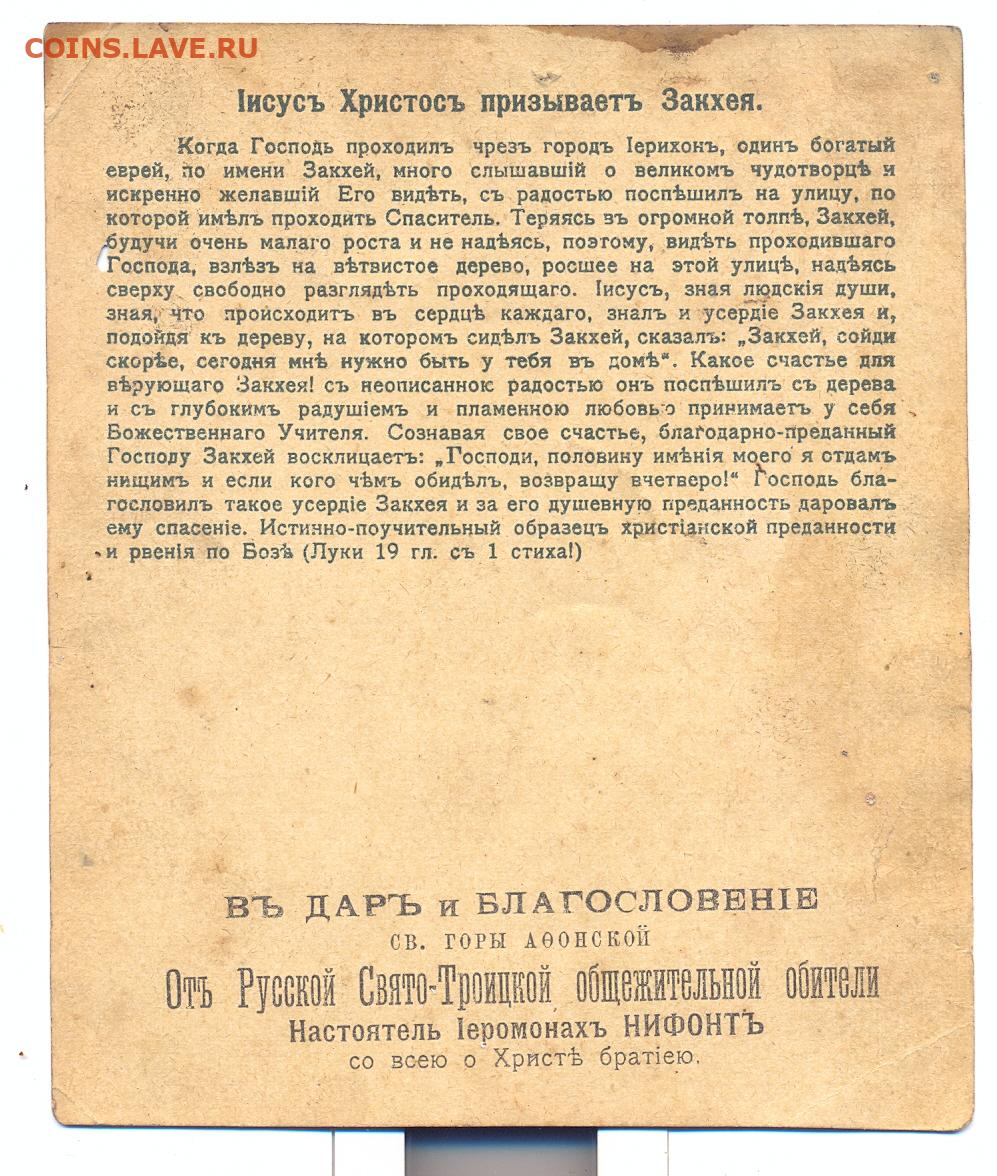 COINS.LAVE.RU
Іисусъ Христосъ призываетъ Закхея.
Когда Господь проходилъ чрезъ городъ Іерихонъ, одинъ богатый
еврей, по имени Закхей, много слышавшій о великомъ чудотворцѣ и
искренно желавшій Его видѣть, съ радостью поспѣшилъ на улицу, по
которой имѣлъ проходить Спаситель. Теряясь въ огромной толпѣ, Закхей,
будучи очень малаго роста и не надѣясь, поэтому, видѣть проходившаго
Господа, взлѣзъ на вѣтвистое дерево, росшее на этой улицѣ, надѣясь
сверху свободно разглядѣть проходящаго. Іисусъ, зная людскія души,
зная, что происходитъ въ сердцѣ каждаго, зналъ и усердіе Закхея и,
подойдя къ дереву, на которомъ сидѣлъ Закхей, сказалъ: „Закхей, сойди
скорѣе, сегодня мнѣ нужно быть у тебя въ домѣ“. Какое счастье для
вѣрующаго Закхея! съ неописанною радостью онъ поспѣшилъ съ дерева
и съ глубокимъ радушіемъ и пламенною любовью принимаетъ у себя
Божественнаго Учителя. Сознавая свое счастье, благодарно-преданный
Господу Закхей восклицаетъ: „Господи, половину имѣнія моего я отдамъ
нищимъ и если кого чѣмъ обидѣлъ, возвращу вчетверо!“ Господь бла-
гословилъ такое усердіе Закхея и за его душевную преданность даровалъ
ему спасеніе. Истинно-поучительный образецъ христіанской преданности
и рвенія по Бозѣ (Луки 19 гл. съ 1 стиха!)
ВЪ ДАРЪ и БЛАГОСЛОВЕНІЕ
СВ. ГОРЫ АѲОНСКОЙ
Отъ Русской Свято-Троицкой общежительной обители
Настоятель Іеромонахъ НИФОНТЪ
со всею о Христѣ братіею.